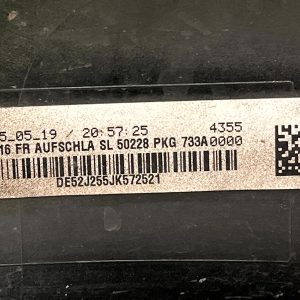 5_05_19 / 20:57:25 4355
16 FR AUFSCHLA SL 50228 PKG 733A0000
DE52J255JK572521